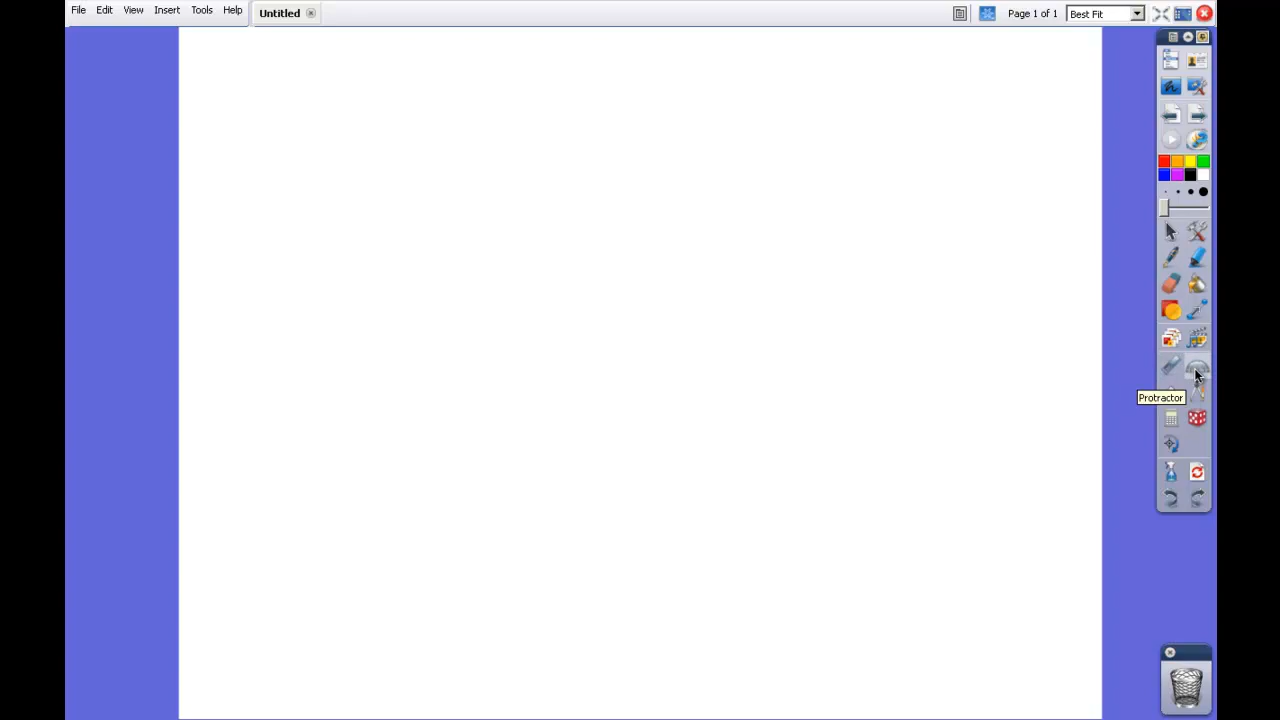 File Edit View Insert Tools Help
Untitled
Page 1 of 1
Best Fit
Protractor